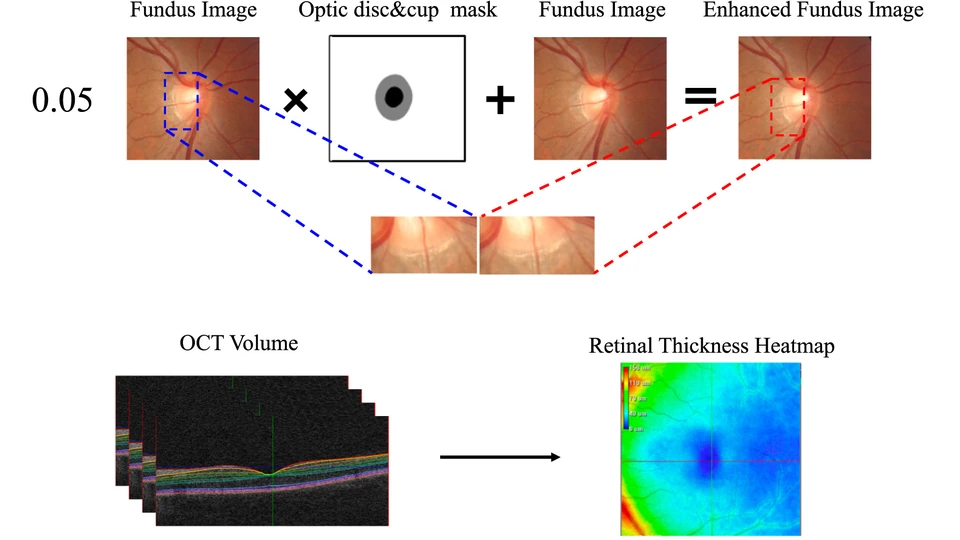 Fundus Image
Optic disc&cup mask
Fundus Image
Enhanced Fundus Image
0.05 × + =
OCT Volume
Retinal Thickness Heatmap